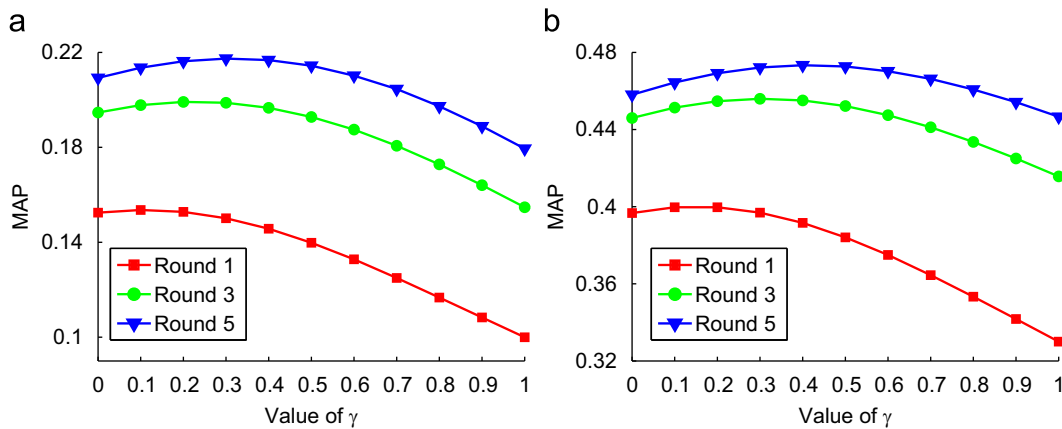 a
0.22
0.18
0.14
0.1
MAP
Round 1
Round 3
Round 5
0 0.1 0.2 0.3 0.4 0.5 0.6 0.7 0.8 0.9 1
Value of γ
b
0.48
0.44
0.4
0.36
0.32
MAP
Round 1
Round 3
Round 5
0 0.1 0.2 0.3 0.4 0.5 0.6 0.7 0.8 0.9 1
Value of γ